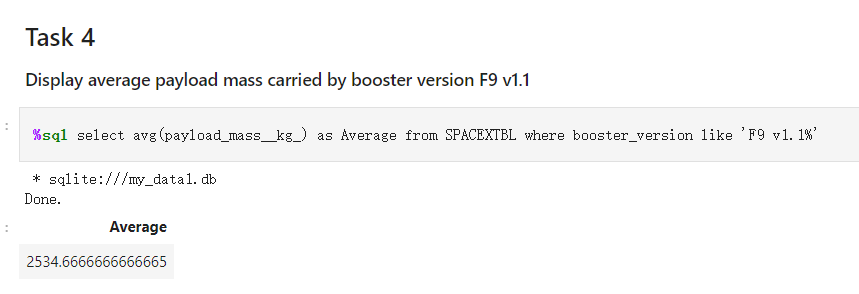 Task 4
Display average payload mass carried by booster version F9 v1.1
:
%sql select avg(payload_mass__kg_) as Average from SPACEXTBL where booster_version like 'F9 v1.1%'
* sqlite:///my_data1.db
Done.
:
Average
2534.6666666666665